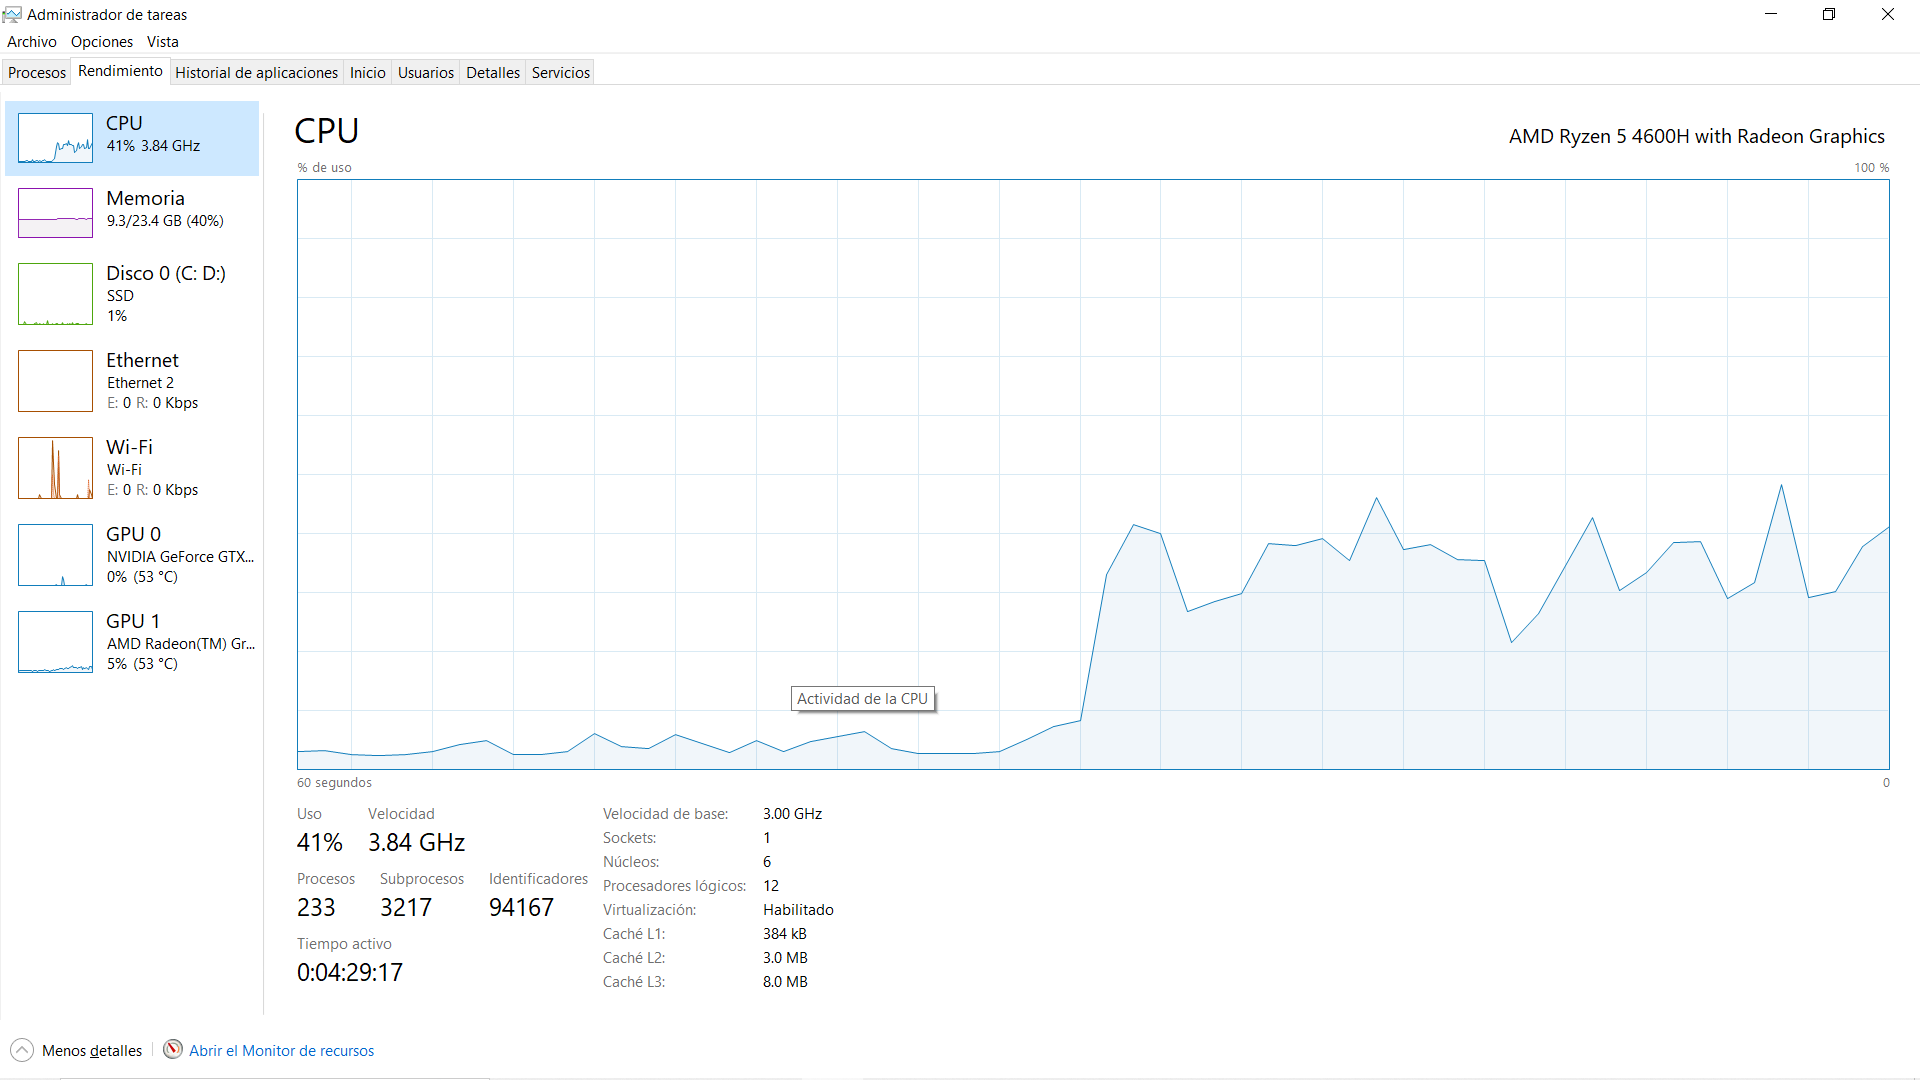 Administrador de tareas
Archivo Opciones Vista
Procesos Rendimiento Historial de aplicaciones Inicio Usuarios Detalles Servicios
CPU
41% 3.84 GHz
Memoria
9.3/23.4 GB (40%)
Disco 0 (C: D:)
SSD
1%
Ethernet
Ethernet 2
E: 0 R: 0 Kbps
Wi-Fi
Wi-Fi
E: 0 R: 0 Kbps
GPU 0
NVIDIA GeForce GTX...
0% (53 °C)
GPU 1
AMD Radeon(TM) Gr...
5% (53 °C)
CPU
AMD Ryzen 5 4600H with Radeon Graphics
% de uso
100 %
Actividad de la CPU
60 segundos
0
Uso
41%
Velocidad
3.84 GHz
Procesos
233
Subprocesos
3217
Identificadores
94167
Tiempo activo
0:04:29:17
Velocidad de base: 3.00 GHz
Sockets: 1
Núcleos: 6
Procesadores lógicos: 12
Virtualización: Habilitado
Caché L1: 384 kB
Caché L2: 3.0 MB
Caché L3: 8.0 MB
Menos detalles
Abrir el Monitor de recursos